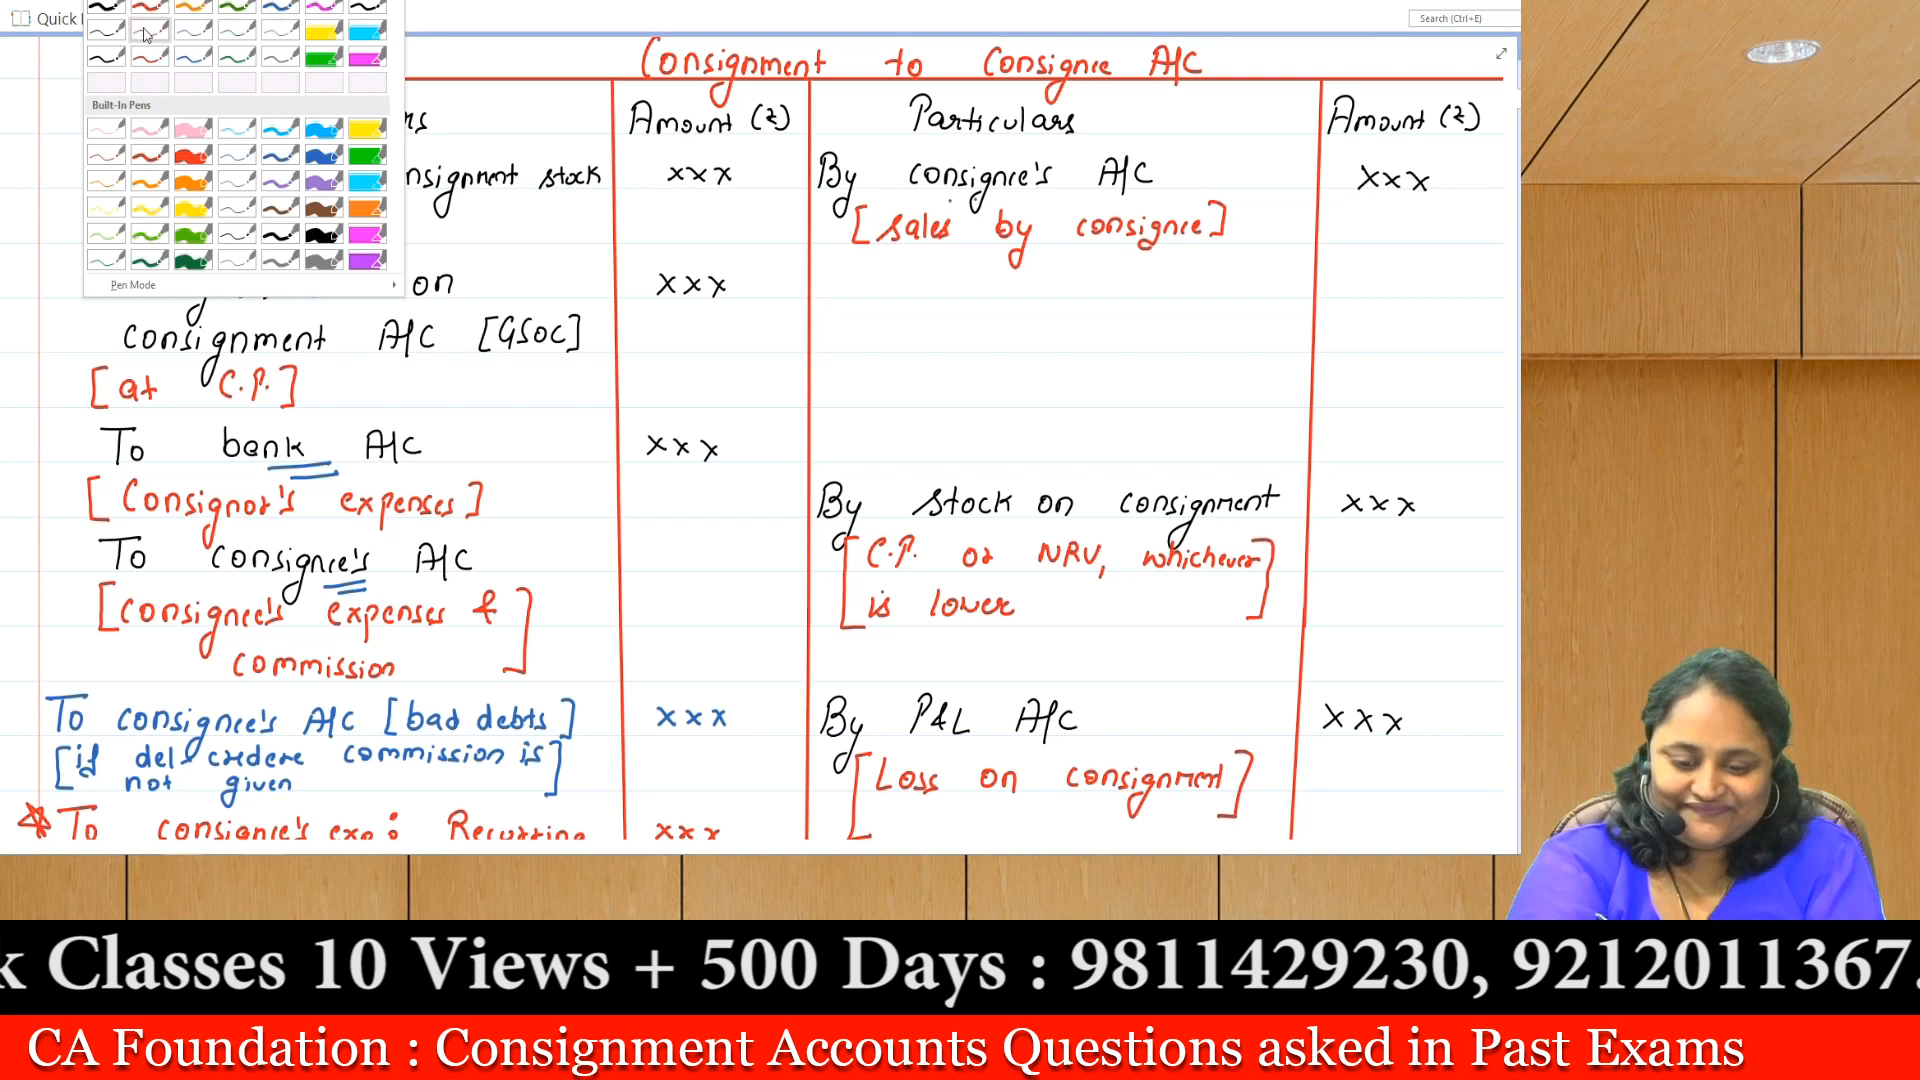 Quick
Search (Ctrl+E)
Built-In Pens
Pen Mode
Consignment to Consignee A/C
rs Amount (₹) Particulars Amount (₹)
nsignment stock xxx By consignee's A/C xxx
[sales by consignee]
on xxx
consignment A/C [GSOC]
[at C.P.]
To bank A/C xxx
[Consignor's expenses] By stock on consignment xxx
To consignee's A/C [C.P. or NRV, whichever
[consignee's expenses & is lower]
commission]
To consignee's A/C [bad debts] xxx By P&L A/C xxx
[if del credere commission is [Loss on consignment]
not given]
To consignee's exp: Recurring xxx
k Classes 10 Views + 500 Days : 9811429230, 9212011367.
CA Foundation : Consignment Accounts Questions asked in Past Exams